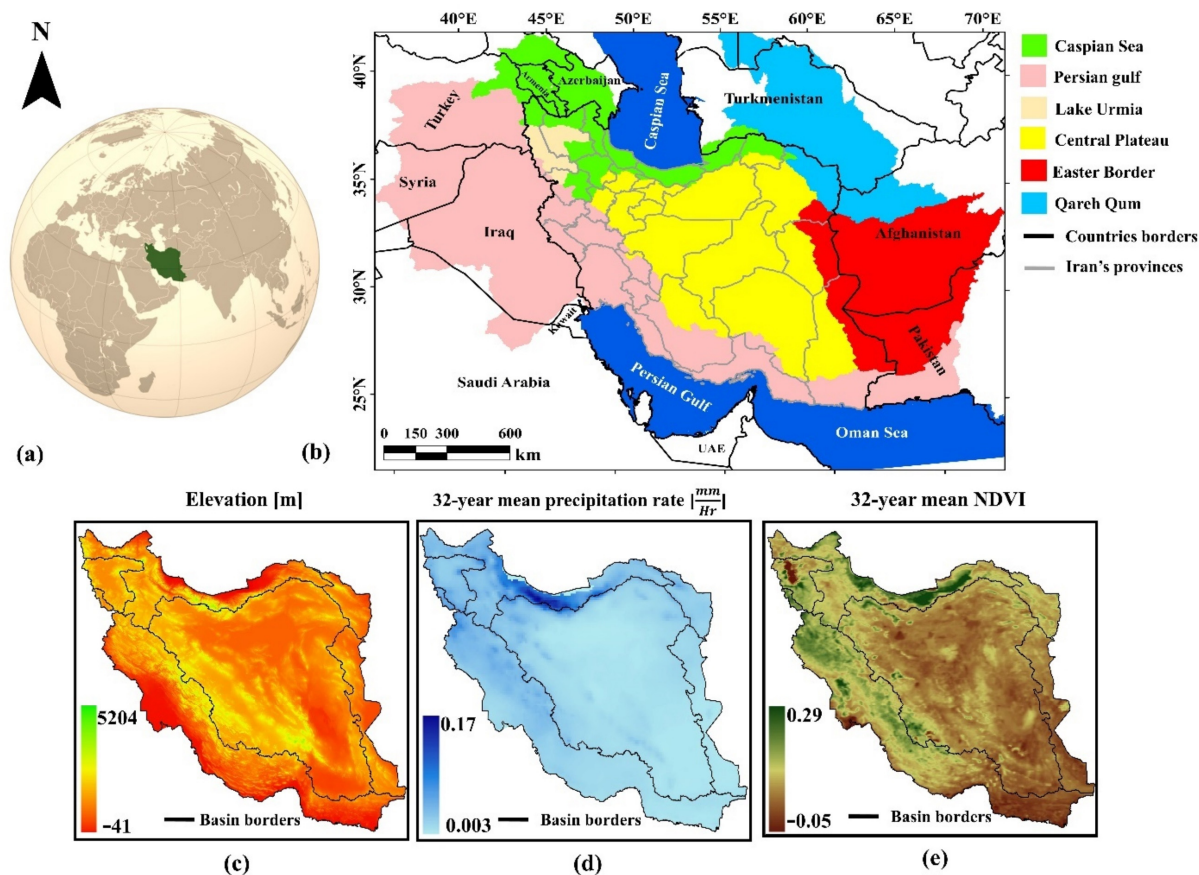 N
40°E 45°E 50°E 55°E 60°E 65°E 70°E
40°N
35°N
30°N
25°N
Armenia
Azerbaijan
Caspian Sea
Turkmenistan
Turkey
Syria
Iraq
Kuwait
Saudi Arabia
Persian Gulf
UAE
Oman Sea
Afghanistan
Pakistan
0 150 300 600
km
Caspian Sea
Persian gulf
Lake Urmia
Central Plateau
Easter Border
Qareh Qum
Countries borders
Iran's provinces
(a)
(b)
Elevation [m]
5204
−41
Basin borders
(c)
32-year mean precipitation rate [mm/Hr]
0.17
0.003
Basin borders
(d)
32-year mean NDVI
0.29
−0.05
Basin borders
(e)